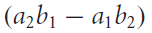 (a₂b₁ − a₁b₂)